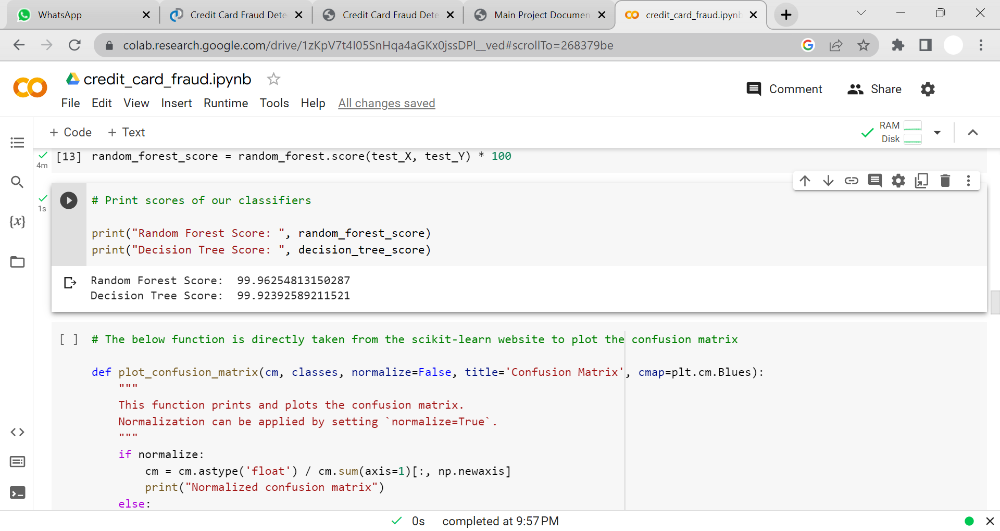 WhatsApp
Credit Card Fraud Dete
Credit Card Fraud Dete
Main Project Documen
credit_card_fraud.ipynb
colab.research.google.com/drive/1zKpV7t4I05SnHqa4aGKx0jssDPl__ved#scrollTo=268379be
credit_card_fraud.ipynb
Comment
Share
File Edit View Insert Runtime Tools Help All changes saved
+ Code + Text
RAM
Disk
[13] random_forest_score = random_forest.score(test_X, test_Y) * 100
4m
# Print scores of our classifiers
1s
{x}
print("Random Forest Score: ", random_forest_score)
print("Decision Tree Score: ", decision_tree_score)
Random Forest Score:  99.96254813150287
Decision Tree Score:  99.92392589211521
[ ] # The below function is directly taken from the scikit-learn website to plot the confusion matrix
def plot_confusion_matrix(cm, classes, normalize=False, title='Confusion Matrix', cmap=plt.cm.Blues):
"""
This function prints and plots the confusion matrix.
Normalization can be applied by setting `normalize=True`.
"""
if normalize:
cm = cm.astype('float') / cm.sum(axis=1)[:, np.newaxis]
print("Normalized confusion matrix")
else:
0s completed at 9:57 PM